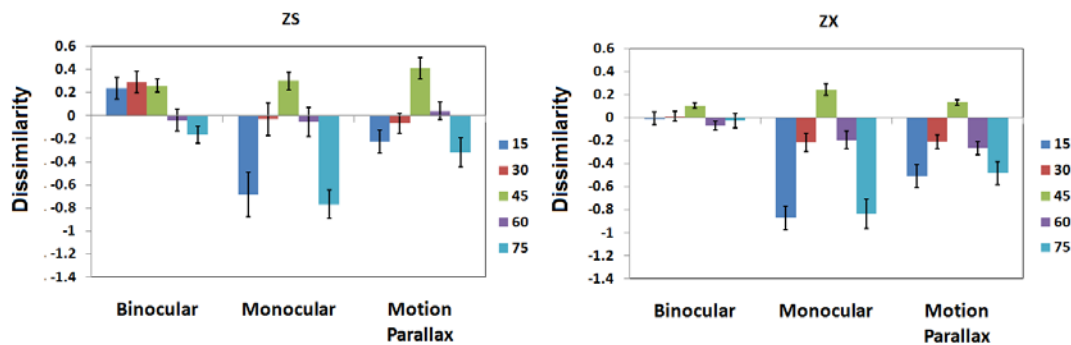 ZS
0.6
0.4
0.2
0
-0.2
-0.4
-0.6
-0.8
-1
-1.2
-1.4
Dissimilarity
Binocular
Monocular
Motion
Parallax
15
30
45
60
75
ZX
0.6
0.4
0.2
0
-0.2
-0.4
-0.6
-0.8
-1
-1.2
-1.4
Dissimilarity
Binocular
Monocular
Motion
Parallax
15
30
45
60
75